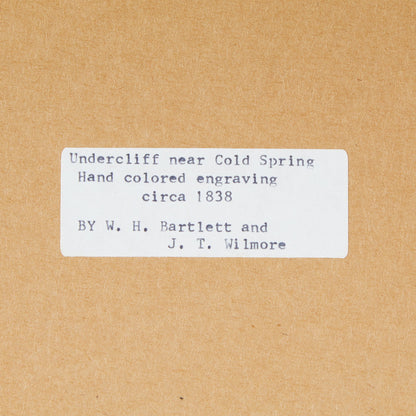 Undercliff near Cold Spring
Hand colored engraving
circa 1838
BY W. H. Bartlett and
J. T. Wilmore